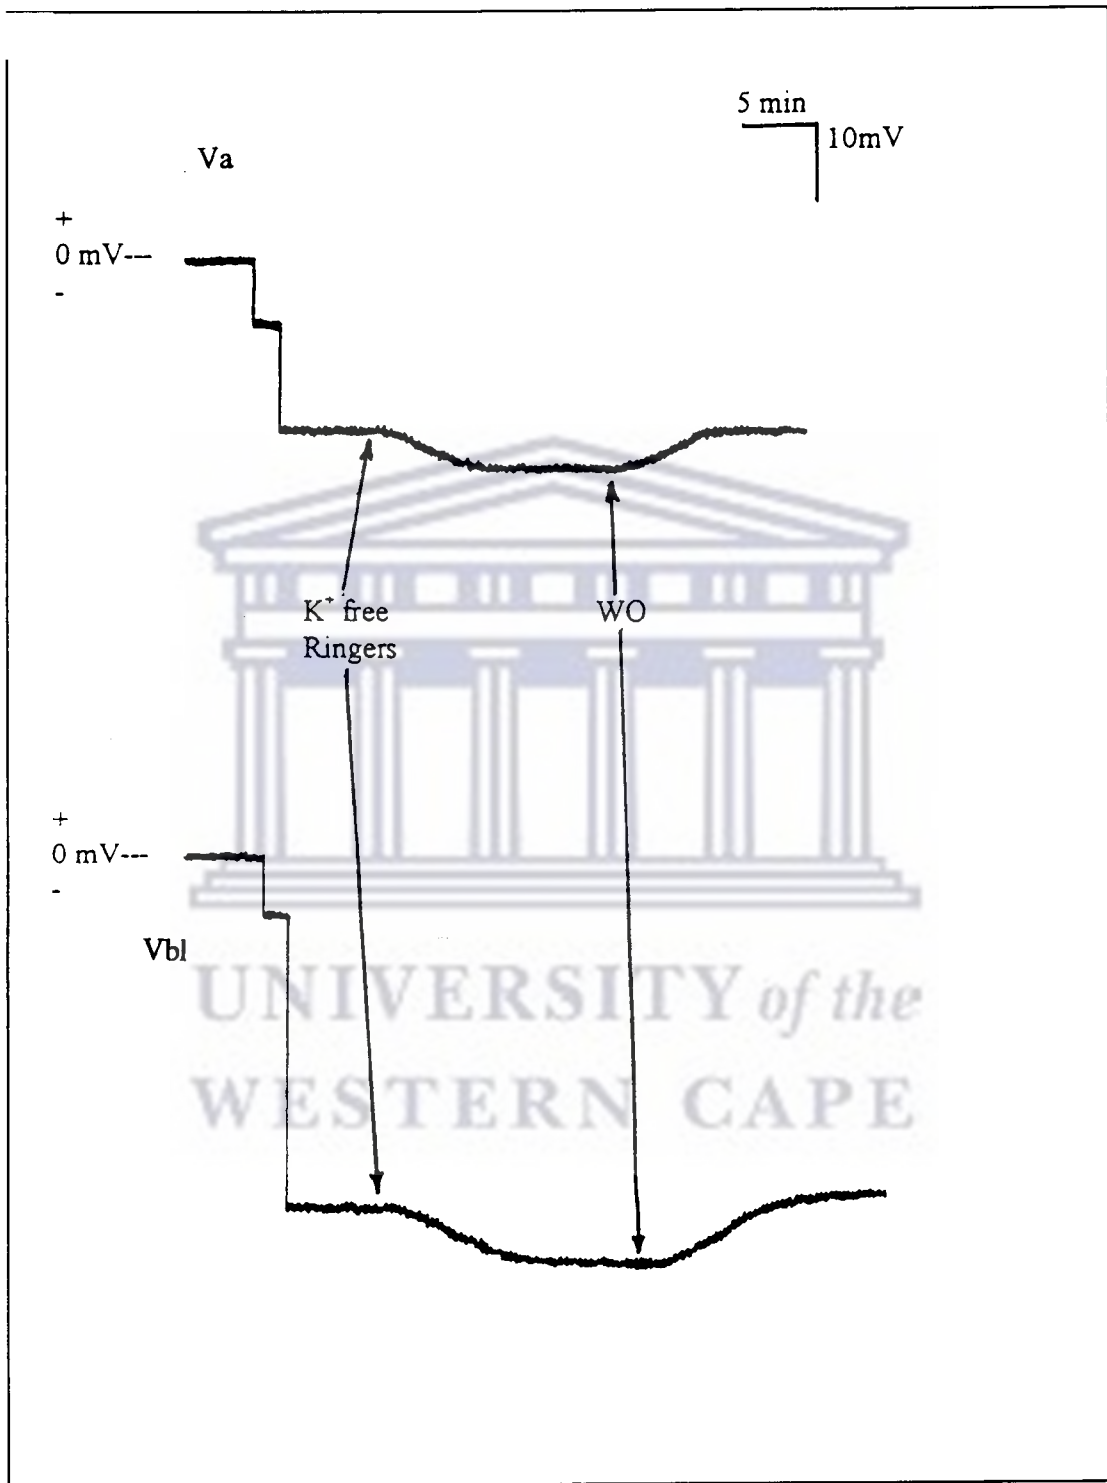 5 min
10mV
Va
+
0 mV---
-
K⁺ free
Ringers
WO
+
0 mV---
-
Vbl
UNIVERSITY of the
WESTERN CAPE